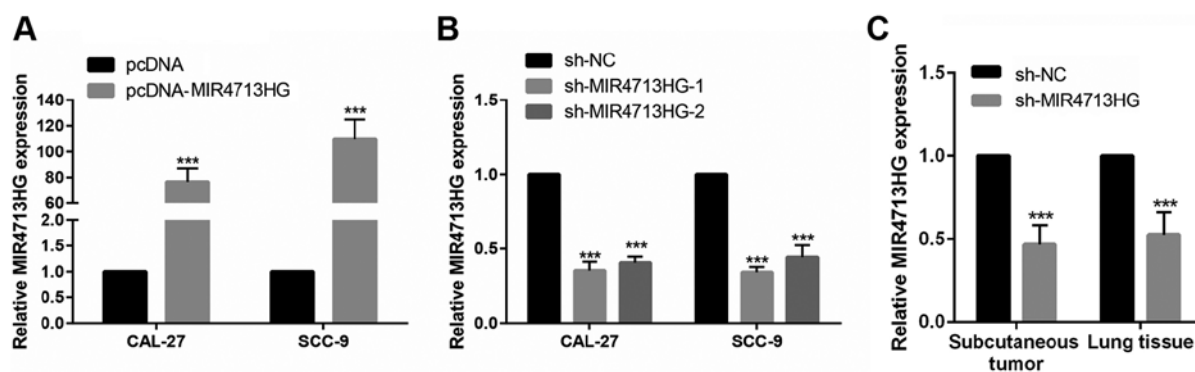 A
pcDNA
pcDNA-MIR4713HG
Relative MIR4713HG expression
140
120
100
80
60
2.0
1.5
1.0
0.5
0.0
***
***
CAL-27
SCC-9
B
sh-NC
sh-MIR4713HG-1
sh-MIR4713HG-2
Relative MIR4713HG expression
1.5
1.0
0.5
0.0
***
***
***
***
CAL-27
SCC-9
C
sh-NC
sh-MIR4713HG
Relative MIR4713HG expression
1.5
1.0
0.5
0.0
***
***
Subcutaneous
tumor
Lung tissue